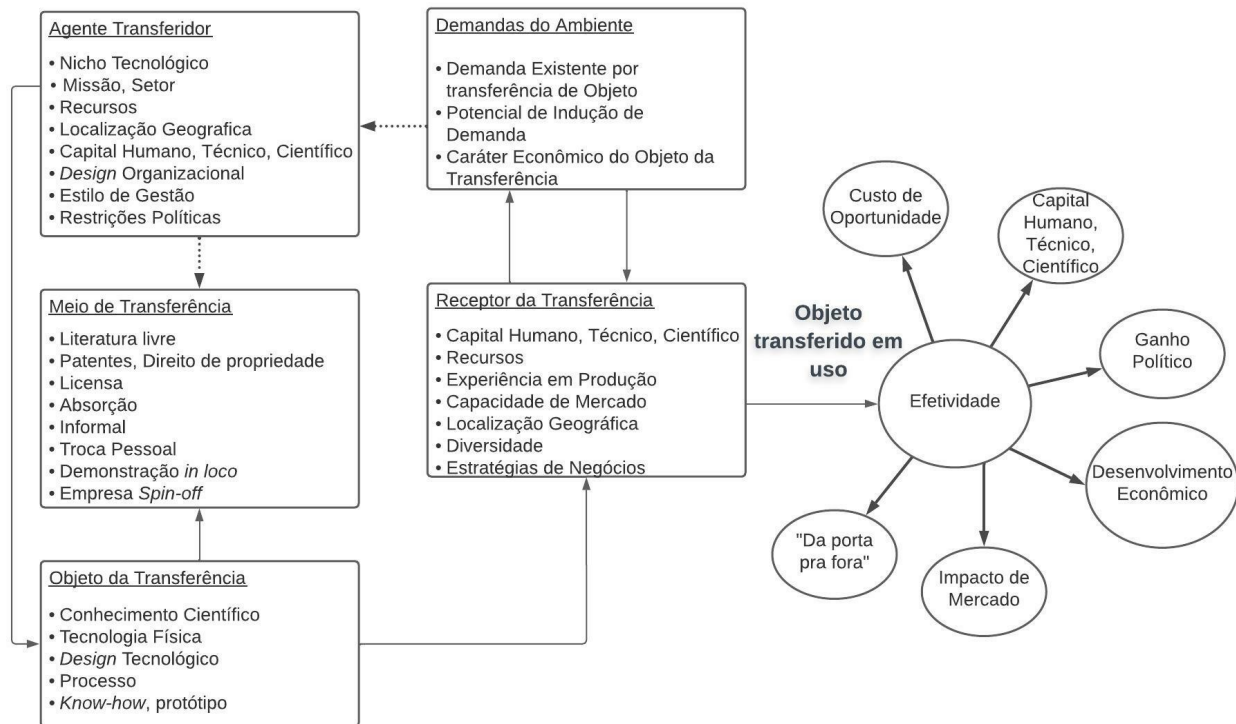 Agente Transferidor
• Nicho Tecnológico
• Missão, Setor
• Recursos
• Localização Geografica
• Capital Humano, Técnico, Científico
• Design Organizacional
• Estilo de Gestão
• Restrições Políticas
Demandas do Ambiente
• Demanda Existente por
transferência de Objeto
• Potencial de Indução de
Demanda
• Caráter Econômico do Objeto da
Transferência
Meio de Transferência
• Literatura livre
• Patentes, Direito de propriedade
• Licensa
• Absorção
• Informal
• Troca Pessoal
• Demonstração in loco
• Empresa Spin-off
Receptor da Transferência
• Capital Humano, Técnico, Científico
• Recursos
• Experiência em Produção
• Capacidade de Mercado
• Localização Geográfica
• Diversidade
• Estratégias de Negócios
Objeto da Transferência
• Conhecimento Científico
• Tecnologia Física
• Design Tecnológico
• Processo
• Know-how, protótipo
Objeto
transferido em
uso
Efetividade
Custo de
Oportunidade
Capital
Humano,
Técnico,
Científico
Ganho
Político
Desenvolvimento
Econômico
Impacto de
Mercado
"Da porta
pra fora"